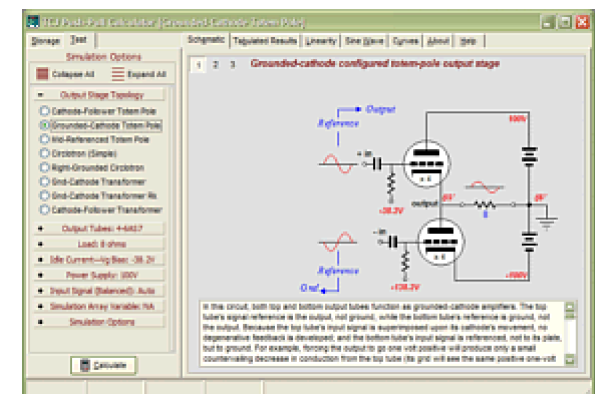 TCJ Push-Pull Calculator [Grounded-Cathode Totem Pole]
Storage Test
Schematic Tabulated Results Linearity Sine Wave Curves About Help
Simulation Options
Collapse All Expand All
Output Stage Topology
Cathode-Follower Totem Pole
Grounded-Cathode Totem Pole
Mid-Referenced Totem Pole
Circlotron (Simple)
Right-Grounded Circlotron
Gnd-Cathode Transformer
Gnd-Cathode Transformer Rk
Cathode-Follower Transformer
Load: 8 ohms
Idle Current--Vg Bias: -38.2V
Power Supply: 100V
Input Signal (Balanced): Auto
Simulation Array Variable: NA
Simulation Options
Calculate
1 2 3 Grounded-cathode configured totem-pole output stage
Output
Reference
100V
+ in
x 4
-38.2V
output
0V
8
0V
- in
x 4
Reference
Gnd
-138.2V
-100V
In this circuit, both top and bottom output tubes function as grounded-cathode amplifiers. The top
tube's signal reference is the output, not ground, while the bottom tube's reference is ground, not
the output. Because the top tube's input signal is superimposed upon its cathode's movement, no
degenerative feedback is developed, and the bottom tube's input signal is referenced, not to its plate,
but to ground. For example, forcing the output to go one volt positive will produce only a small
countervailing decrease in conduction from the top tube (its grid will see the same positive one-volt